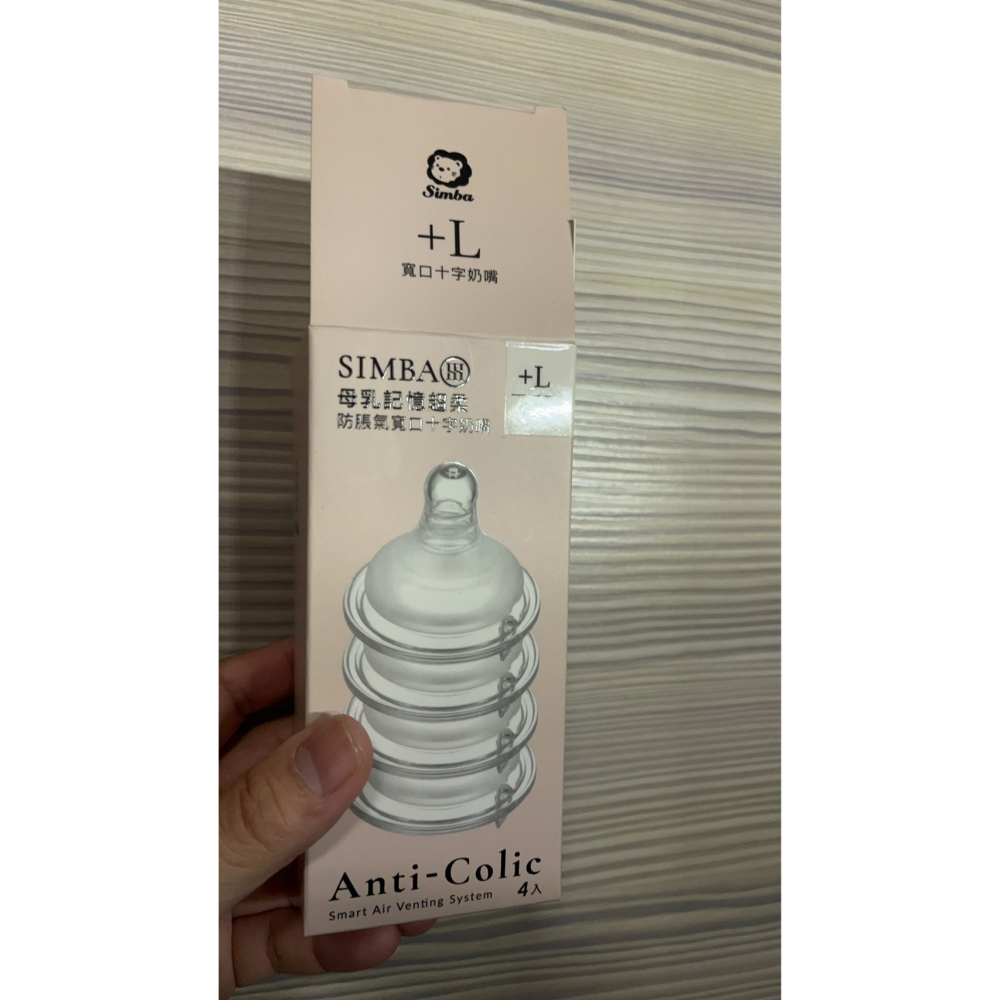 Simba
+L
寬口十字奶嘴
SIMBA
+L
母乳記憶超柔
防脹氣寬口十字奶嘴
Anti-Colic
Smart Air Venting System
4入